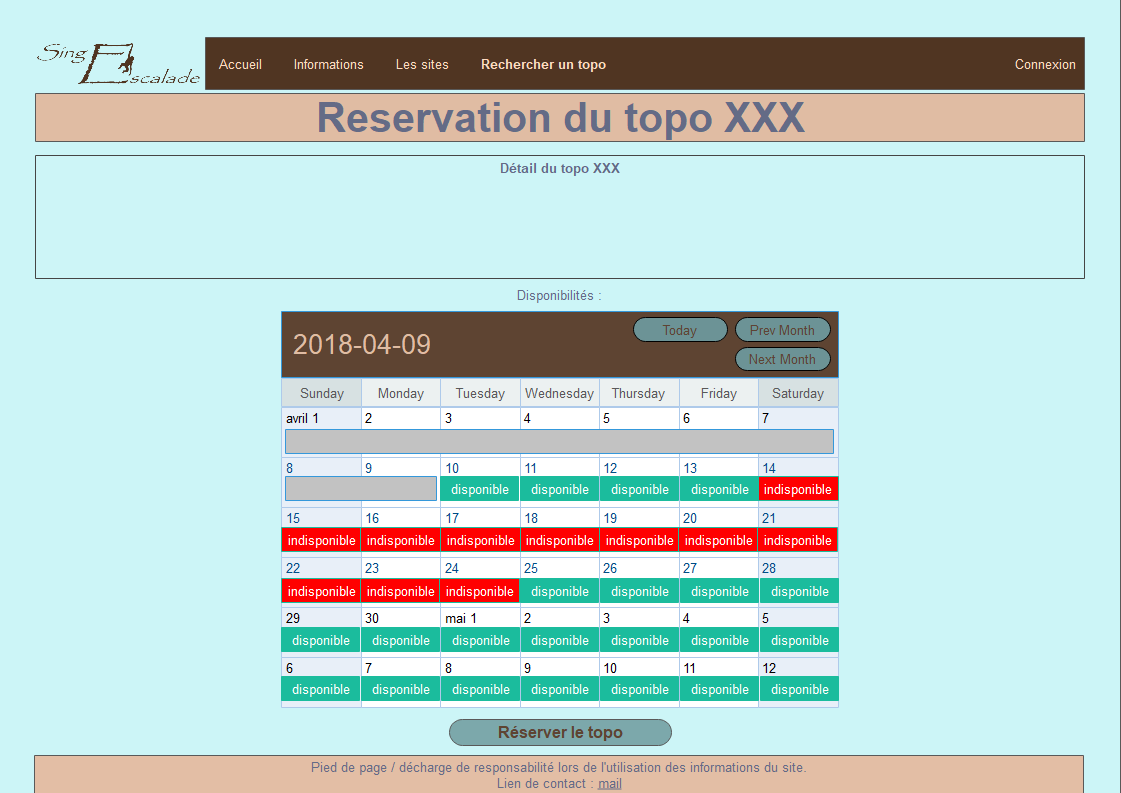 Sing Escalade
Accueil Informations Les sites Rechercher un topo Connexion
Reservation du topo XXX
Détail du topo XXX
Disponibilités :
2018-04-09 Today Prev Month
Next Month
Sunday Monday Tuesday Wednesday Thursday Friday Saturday
avril 1 2 3 4 5 6 7
8 9 10 11 12 13 14
disponible disponible disponible disponible indisponible
15 16 17 18 19 20 21
indisponible indisponible indisponible indisponible indisponible indisponible indisponible
22 23 24 25 26 27 28
indisponible indisponible indisponible disponible disponible disponible disponible
29 30 mai 1 2 3 4 5
disponible disponible disponible disponible disponible disponible disponible
6 7 8 9 10 11 12
disponible disponible disponible disponible disponible disponible disponible
Réserver le topo
Pied de page / décharge de responsabilité lors de l'utilisation des informations du site.
Lien de contact : mail